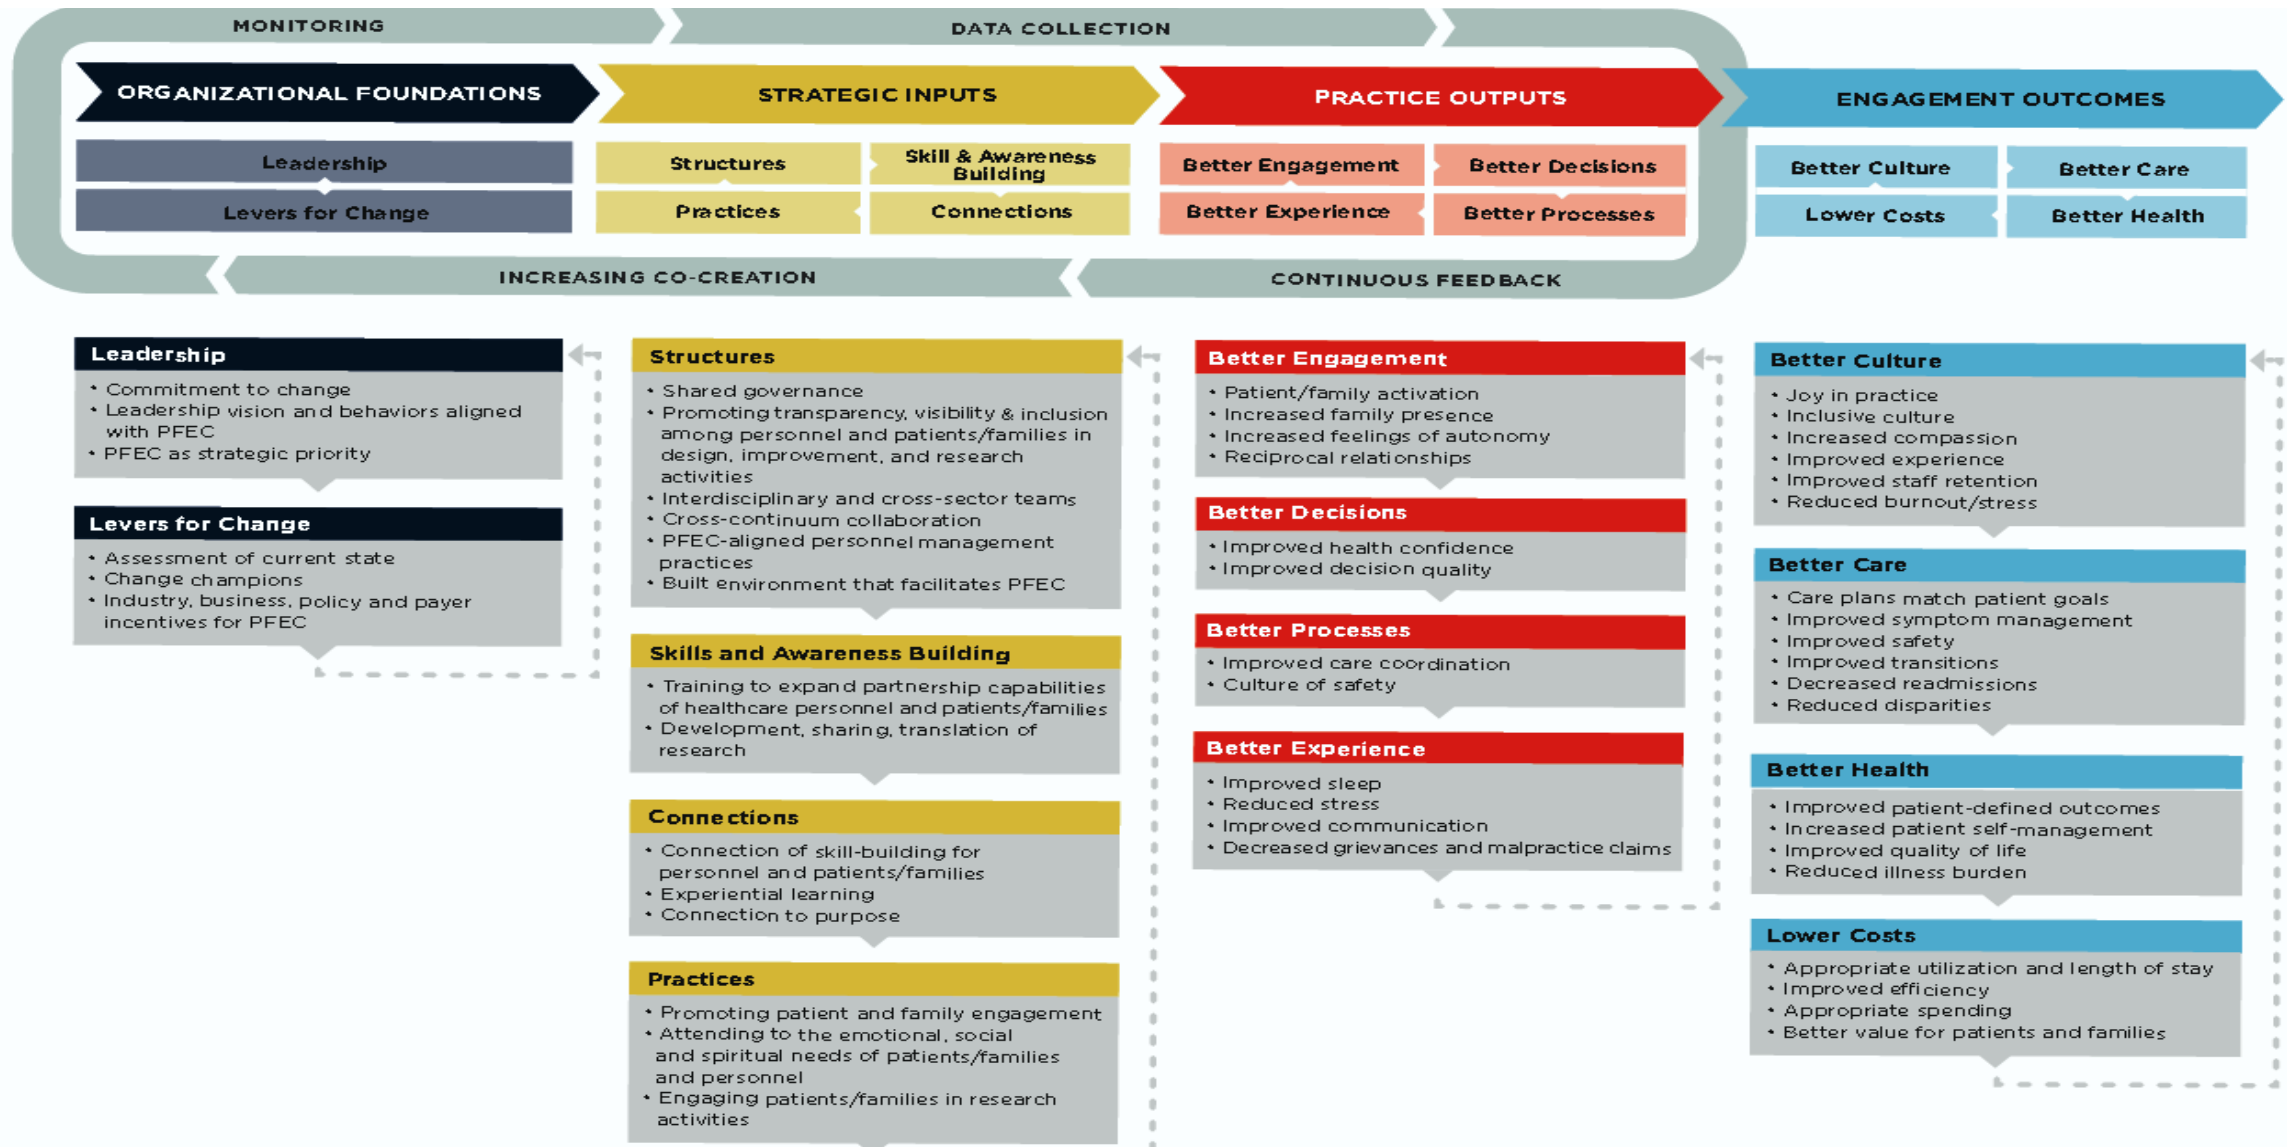 MONITORING
DATA COLLECTION
ORGANIZATIONAL FOUNDATIONS
STRATEGIC INPUTS
PRACTICE OUTPUTS
ENGAGEMENT OUTCOMES
Leadership
Levers for Change
Structures
Skill & Awareness
Building
Practices
Connections
Better Engagement
Better Decisions
Better Experience
Better Processes
Better Culture
Better Care
Lower Costs
Better Health
INCREASING CO-CREATION
CONTINUOUS FEEDBACK
Leadership
• Commitment to change
• Leadership vision and behaviors aligned
with PFEC
• PFEC as strategic priority
Levers for Change
• Assessment of current state
• Change champions
• Industry, business, policy and payer
incentives for PFEC
Structures
• Shared governance
• Promoting transparency, visibility & inclusion
among personnel and patients/families in
design, improvement, and research
activities
• Interdisciplinary and cross-sector teams
• Cross-continuum collaboration
• PFEC-aligned personnel management
practices
• Built environment that facilitates PFEC
Skills and Awareness Building
• Training to expand partnership capabilities
of healthcare personnel and patients/families
• Development, sharing, translation of
research
Connections
• Connection of skill-building for
personnel and patients/families
• Experiential learning
• Connection to purpose
Practices
• Promoting patient and family engagement
• Attending to the emotional, social
and spiritual needs of patients/families
and personnel
• Engaging patients/families in research
activities
Better Engagement
• Patient/family activation
• Increased family presence
• Increased feelings of autonomy
• Reciprocal relationships
Better Decisions
• Improved health confidence
• Improved decision quality
Better Processes
• Improved care coordination
• Culture of safety
Better Experience
• Improved sleep
• Reduced stress
• Improved communication
• Decreased grievances and malpractice claims
Better Culture
• Joy in practice
• Inclusive culture
• Increased compassion
• Improved experience
• Improved staff retention
• Reduced burnout/stress
Better Care
• Care plans match patient goals
• Improved symptom management
• Improved safety
• Improved transitions
• Decreased readmissions
• Reduced disparities
Better Health
• Improved patient-defined outcomes
• Increased patient self-management
• Improved quality of life
• Reduced illness burden
Lower Costs
• Appropriate utilization and length of stay
• Improved efficiency
• Appropriate spending
• Better value for patients and families